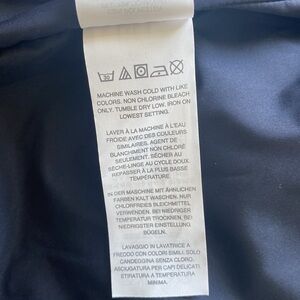 30
MACHINE WASH COLD WITH LIKE
COLORS. NON CHLORINE BLEACH
ONLY. TUMBLE DRY LOW. IRON ON
LOWEST SETTING.
LAVER À LA MACHINE À L'EAU
FROIDE AVEC DES COULEURS
SIMILAIRES. AGENT DE
BLANCHIMENT NON CHLORÉ
SEULEMENT. SÉCHER AU
SÈCHE-LINGE AU CYCLE DOUX.
REPASSER À LA PLUS BASSE
TEMPÉRATURE.
IN DER MASCHINE MIT ÄHNLICHEN
FARBEN KALT WASCHEN. NUR
CHLORFREIES BLEICHMITTEL
VERWENDEN. BEI NIEDRIGER
TEMPERATUR TROCKNEN. BEI
NIEDRIGSTER EINSTELLUNG
BÜGELN.
LAVAGGIO IN LAVATRICE A
FREDDO CON COLORI SIMILI. SOLO
CANDEGGINA SENZA CLORO.
ASCIUGATURA PER CAPI DELICATI.
STIRARE A TEMPERATURA
MINIMA.